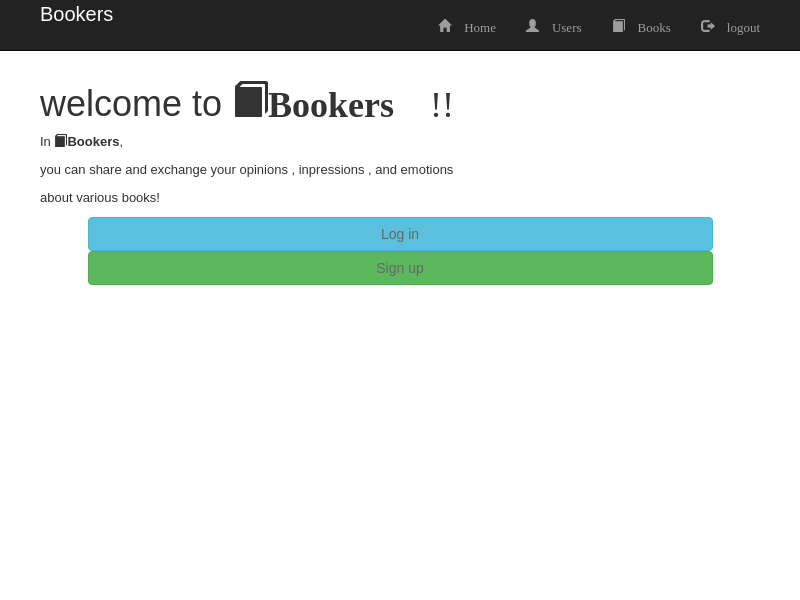 Bookers
Home Users Books logout
welcome to Bookers !!
In Bookers,
you can share and exchange your opinions , inpressions , and emotions
about various books!
Log in
Sign up